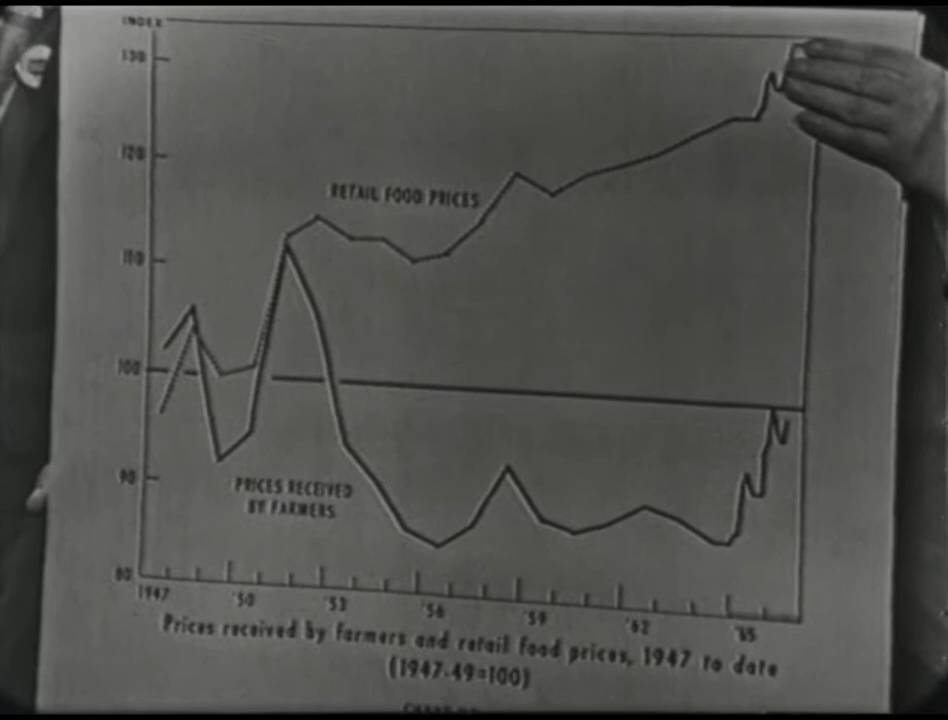 INDEX
130
120
RETAIL FOOD PRICES
110
100
90
PRICES RECEIVED
BY FARMERS
80
1947 '50 '53 '56 '59 '62 '65
Prices received by farmers and retail food prices, 1947 to date
(1947-49=100)